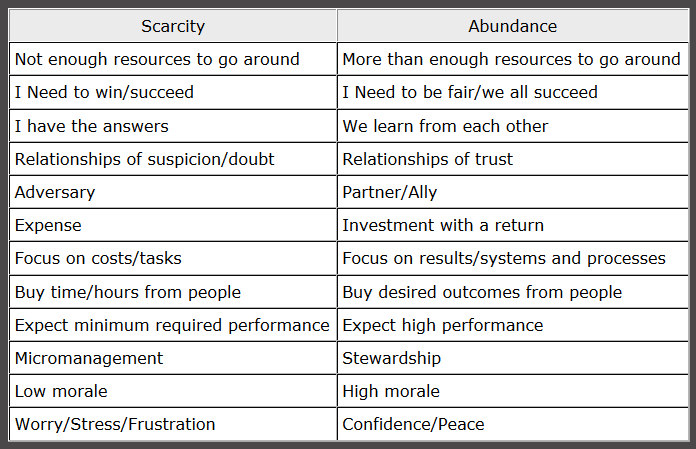 Scarcity Abundance
Not enough resources to go around More than enough resources to go around
I Need to win/succeed I Need to be fair/we all succeed
I have the answers We learn from each other
Relationships of suspicion/doubt Relationships of trust
Adversary Partner/Ally
Expense Investment with a return
Focus on costs/tasks Focus on results/systems and processes
Buy time/hours from people Buy desired outcomes from people
Expect minimum required performance Expect high performance
Micromanagement Stewardship
Low morale High morale
Worry/Stress/Frustration Confidence/Peace